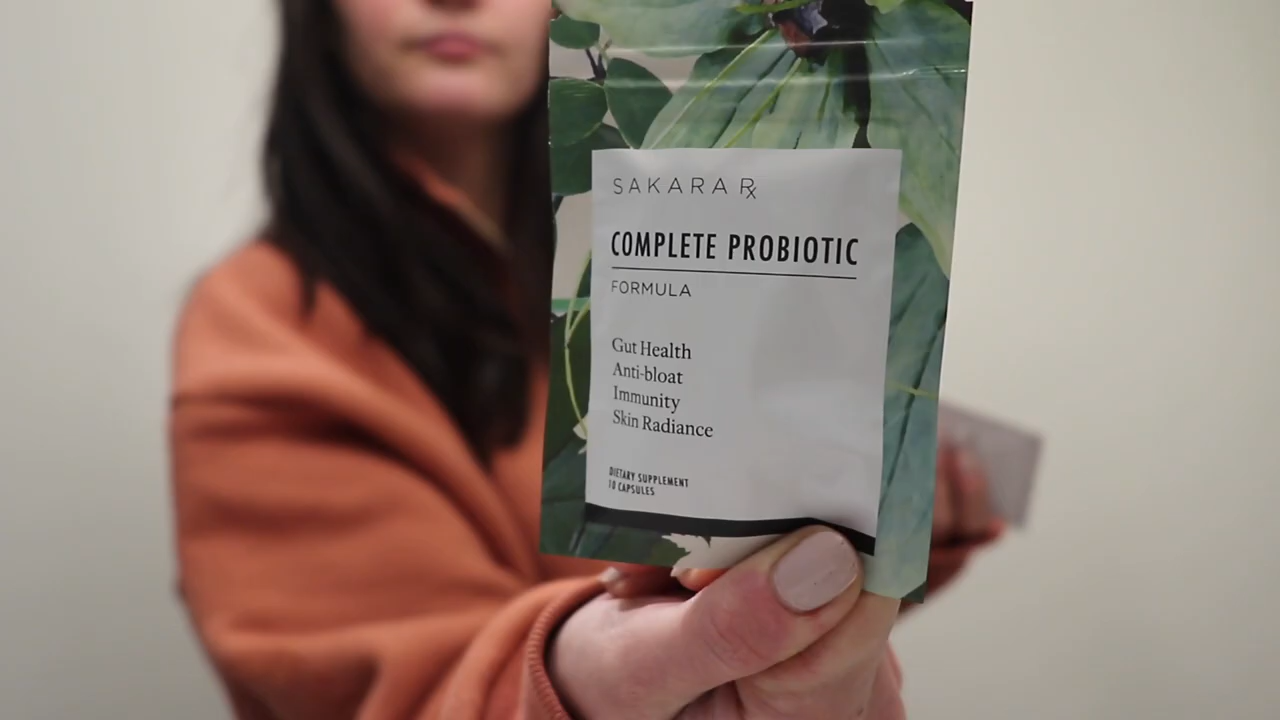 SAKARA Rx
COMPLETE PROBIOTIC
FORMULA
Gut Health
Anti-bloat
Immunity
Skin Radiance
DIETARY SUPPLEMENT
10 CAPSULES